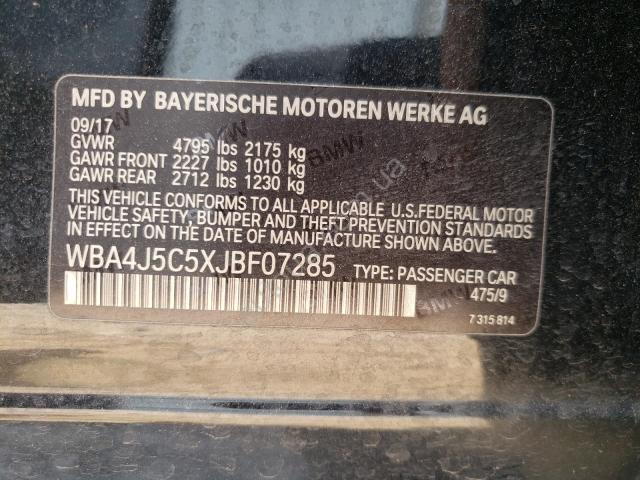 MFD BY BAYERISCHE MOTOREN WERKE AG
09/17
GVWR 4795 lbs 2175 kg
GAWR FRONT 2227 lbs 1010 kg
GAWR REAR 2712 lbs 1230 kg
THIS VEHICLE CONFORMS TO ALL APPLICABLE U.S.FEDERAL MOTOR
VEHICLE SAFETY, BUMPER AND THEFT PREVENTION STANDARDS
IN EFFECT ON THE DATE OF MANUFACTURE SHOWN ABOVE.
WBA4J5C5XJBF07285 TYPE: PASSENGER CAR
475/9
7 315 814